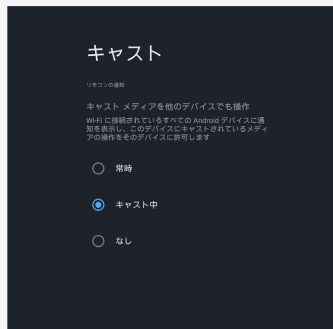 キャスト
リモコンの通知
キャスト メディアを他のデバイスでも操作
Wi-Fi に接続されているすべての Android デバイスに通
知を表示し、このデバイスにキャストされているメディ
アの操作をそのデバイスに許可します
常時
キャスト中
なし